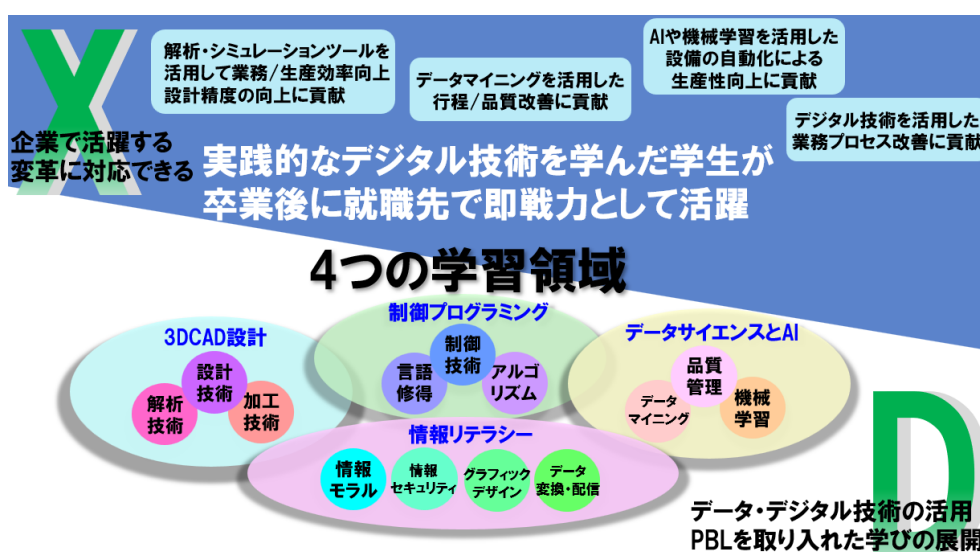 X
解析・シミュレーションツールを
活用して業務/生産効率向上
設計精度の向上に貢献
データマイニングを活用した
行程/品質改善に貢献
AIや機械学習を活用した
設備の自動化による
生産性向上に貢献
デジタル技術を活用した
業務プロセス改善に貢献
企業で活躍する
変革に対応できる
実践的なデジタル技術を学んだ学生が
卒業後に就職先で即戦力として活躍
4つの学習領域
3DCAD設計
設計
技術
解析
技術
加工
技術
制御プログラミング
制御
技術
言語
修得
アルゴ
リズム
データサイエンスとAI
品質
管理
データ
マイニング
機械
学習
情報リテラシー
情報
モラル
情報
セキュリティ
グラフィック
デザイン
データ
変換・配信
D
データ・デジタル技術の活用
PBLを取り入れた学びの展開